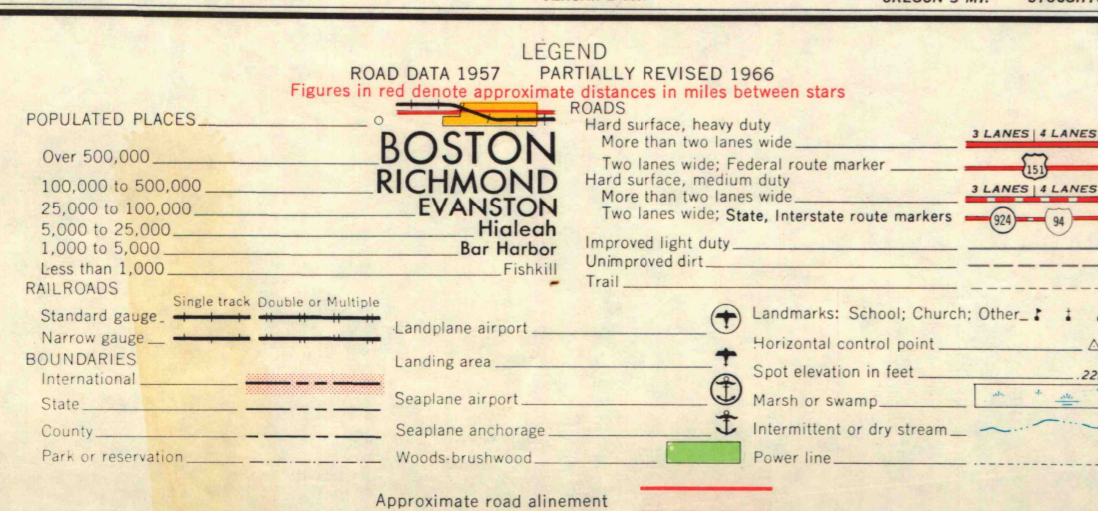 LEGEND
ROAD DATA 1957 PARTIALLY REVISED 1966
Figures in red denote approximate distances in miles between stars
POPULATED PLACES
Over 500,000 BOSTON
100,000 to 500,000 RICHMOND
25,000 to 100,000 EVANSTON
5,000 to 25,000 Hialeah
1,000 to 5,000 Bar Harbor
Less than 1,000 Fishkill
RAILROADS
Single track Double or Multiple
Standard gauge
Narrow gauge
BOUNDARIES
International
State
County
Park or reservation
Landplane airport
Landing area
Seaplane airport
Seaplane anchorage
Woods-brushwood
ROADS
Hard surface, heavy duty
More than two lanes wide 3 LANES | 4 LANES
Two lanes wide; Federal route marker 151
Hard surface, medium duty
More than two lanes wide 3 LANES | 4 LANES
Two lanes wide; State, Interstate route markers 924 94
Improved light duty
Unimproved dirt
Trail
Landmarks: School; Church; Other
Horizontal control point
Spot elevation in feet .22
Marsh or swamp
Intermittent or dry stream
Power line
Approximate road alinement